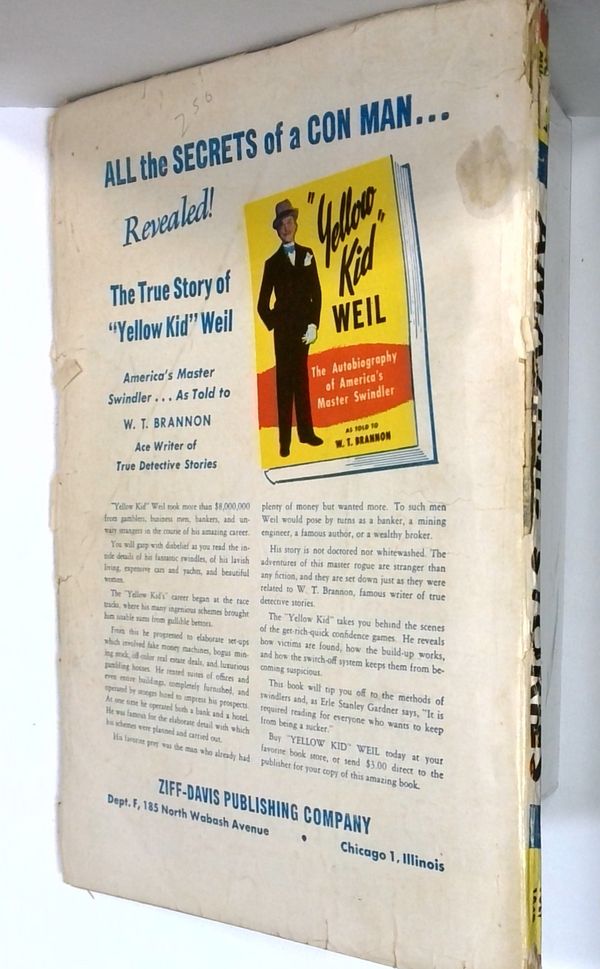 256
ALL the SECRETS of a CON MAN...
Revealed!
The True Story of
"Yellow Kid" Weil
America's Master
Swindler... As Told to
W. T. BRANNON
Ace Writer of
True Detective Stories
"Yellow
Kid"
WEIL
The Autobiography
of America's
Master Swindler
AS TOLD TO
W. T. BRANNON
"Yellow Kid" Weil took more than $8,000,000
from gamblers, business men, bankers, and un-
wary strangers in the course of his amazing career.
You will gasp with disbelief as you read the in-
side details of his fantastic swindles, of his lavish
living, expensive cars and yachts, and beautiful
women.
The "Yellow Kid's" career began at the race
tracks, where his many ingenious schemes brought
him sizable sums from gullible bettors.
From this he progressed to elaborate set-ups
which involved fake money machines, bogus min-
ing stock, off-color real estate deals, and luxurious
gambling houses. He rented suites of offices and
even entire buildings, completely furnished, and
operated by stooges hired to impress his prospects.
At one time he operated both a bank and a hotel.
He was famous for the elaborate detail with which
his schemes were planned and carried out.
His favorite prey was the man who already had
plenty of money but wanted more. To such men
Weil would pose by turns as a banker, a mining
engineer, a famous author, or a wealthy broker.
His story is not doctored nor whitewashed. The
adventures of this master rogue are stranger than
any fiction, and they are set down just as they were
related to W. T. Brannon, famous writer of true
detective stories.
The "Yellow Kid" takes you behind the scenes
of the get-rich-quick confidence games. He reveals
how victims are found, how the build-up works,
and how the switch-off system keeps them from be-
coming suspicious.
This book will tip you off to the methods of
swindlers and, as Erle Stanley Gardner says, "It is
required reading for everyone who wants to keep
from being a sucker."
Buy "YELLOW KID" WEIL today at your
favorite book store, or send $3.00 direct to the
publisher for your copy of this amazing book.
ZIFF-DAVIS PUBLISHING COMPANY
Dept. F, 185 North Wabash Avenue • Chicago 1, Illinois
AMAZING STORIES